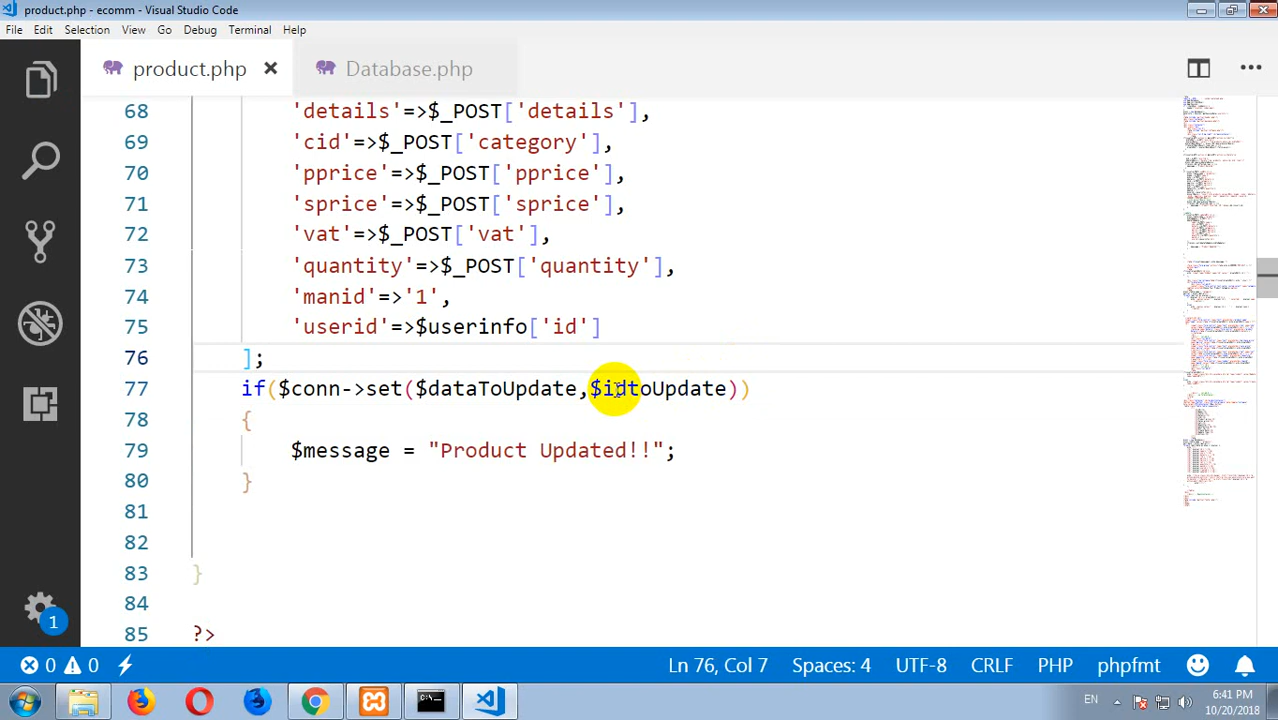 product.php - ecomm - Visual Studio Code
File Edit Selection View Go Debug Terminal Help
product.php Database.php
68 'details'=>$_POST['details'],
69 'cid'=>$_POST['category'],
70 'pprice'=>$_POST['pprice'],
71 'sprice'=>$_POST['sprice'],
72 'vat'=>$_POST['vat'],
73 'quantity'=>$_POST['quantity'],
74 'manid'=>'1',
75 'userid'=>$userinfo['id']
76 ];
77 if($conn->set($dataToUpdate,$idtoUpdate))
78 {
79 $message = "Product Updated!!";
80 }
81
82
83 }
84
85 ?>
1
0 0 Ln 76, Col 7 Spaces: 4 UTF-8 CRLF PHP phpfmt
EN 6:41 PM
10/20/2018